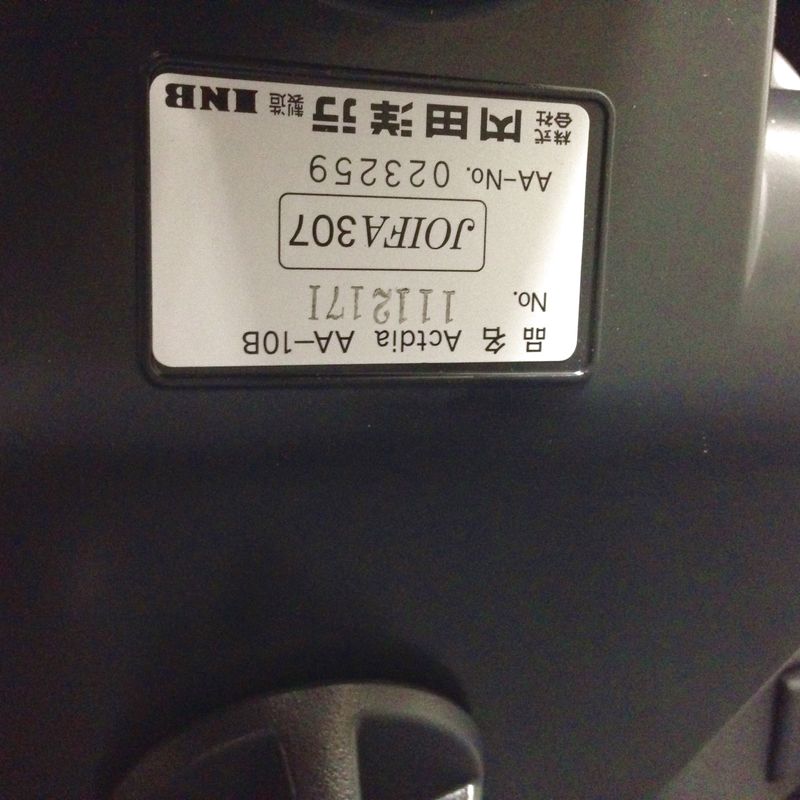 品 名 Actdia AA-10B
No. 1112171
JOIFA307
AA-No. 023259
株式会社 内田洋行 製造 INB